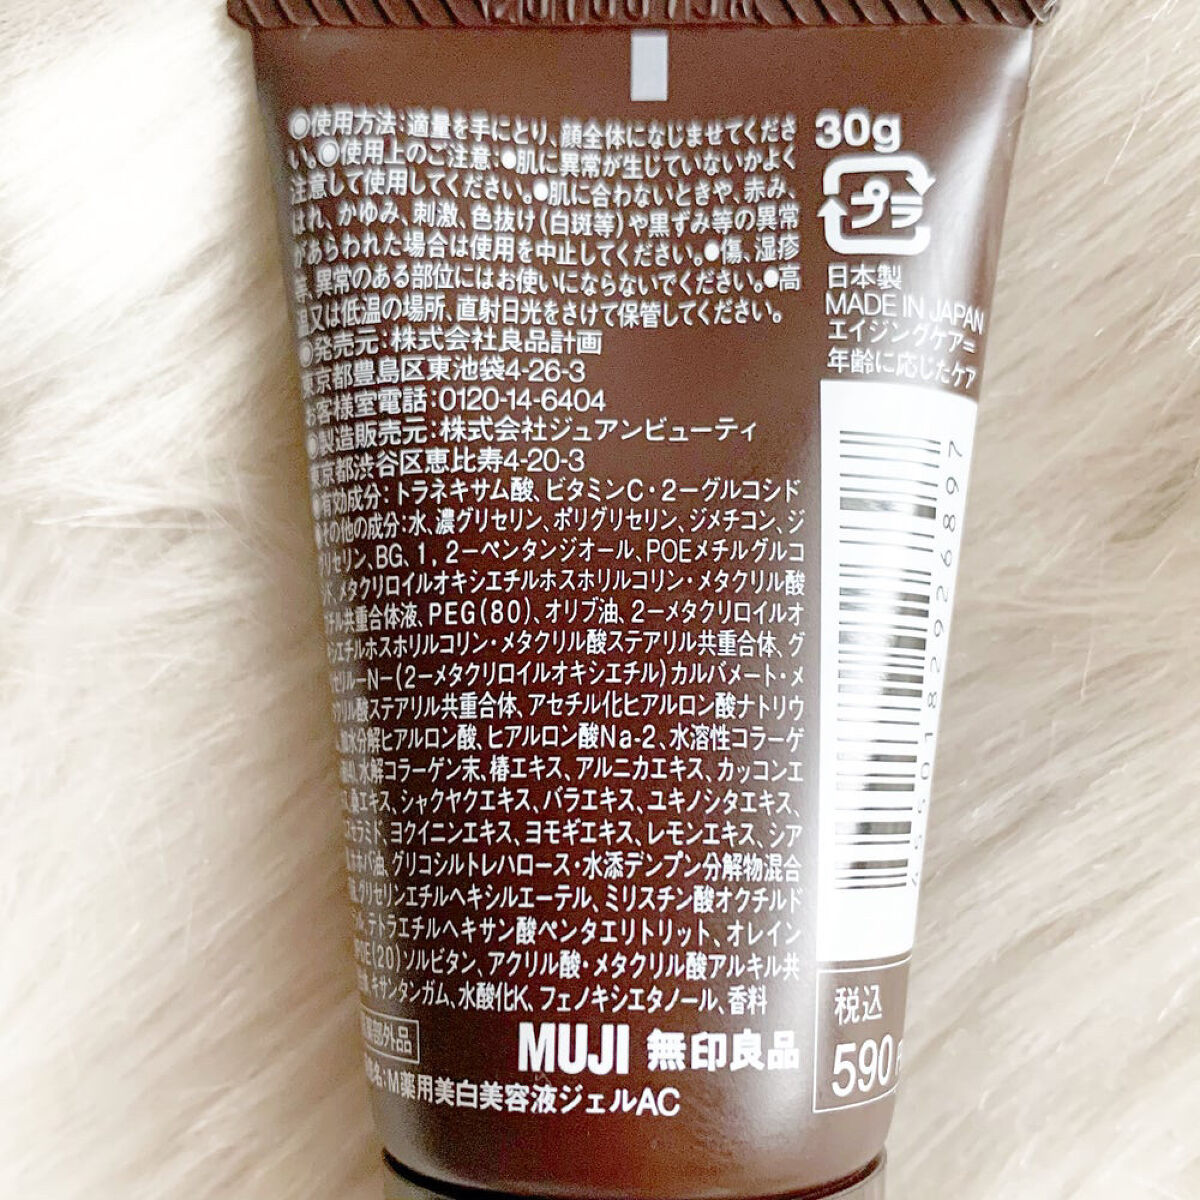 ◉使用方法：適量を手にとり、顔全体になじませてくださ
い。◉使用上のご注意：●肌に異常が生じていないかよく
注意して使用してください。●肌に合わないときや、赤み、
はれ、かゆみ、刺激、色抜け(白斑等)や黒ずみ等の異常
があらわれた場合は使用を中止してください。●傷、湿疹
等、異常のある部位にはお使いにならないでください。●高
温又は低温の場所、直射日光をさけて保管してください。
◉発売元：株式会社良品計画
東京都豊島区東池袋4-26-3
お客様室電話：0120-14-6404
◉製造販売元：株式会社ジュアンビューティ
東京都渋谷区恵比寿4-20-3
◉有効成分：トラネキサム酸、ビタミンC・2－グルコシド
その他の成分：水、濃グリセリン、ポリグリセリン、ジメチコン、ジ
グリセリン、BG、1，2－ペンタンジオール、POEメチルグルコ
メタクリロイルオキシエチルホスホリルコリン・メタクリル酸
ブチル共重合体液、PEG(80)、オリブ油、2－メタクリロイルオ
キシエチルホスホリルコリン・メタクリル酸ステアリル共重合体、グ
リセリル－N－(2－メタクリロイルオキシエチル)カルバメート・メ
タクリル酸ステアリル共重合体、アセチル化ヒアルロン酸ナトリウ
加水分解ヒアルロン酸、ヒアルロン酸Na-2、水溶性コラーゲ
水解コラーゲン末、椿エキス、アルニカエキス、カッコンエ
桑エキス、シャクヤクエキス、バラエキス、ユキノシタエキス、
セラミド、ヨクイニンエキス、ヨモギエキス、レモンエキス、シア
ホホバ油、グリコシルトレハロース・水添デンプン分解物混合
グリセリンエチルヘキシルエーテル、ミリスチン酸オクチルド
テトラエチルヘキサン酸ペンタエリトリット、オレイン
POE(20)ソルビタン、アクリル酸・メタクリル酸アルキル共
キサンタンガム、水酸化K、フェノキシエタノール、香料
部外品
MUJI 無印良品
名：M薬用美白美容液ジェルAC
30g
プラ
日本製
MADE IN JAPAN
エイジングケア＝
年齢に応じたケア
税込
590